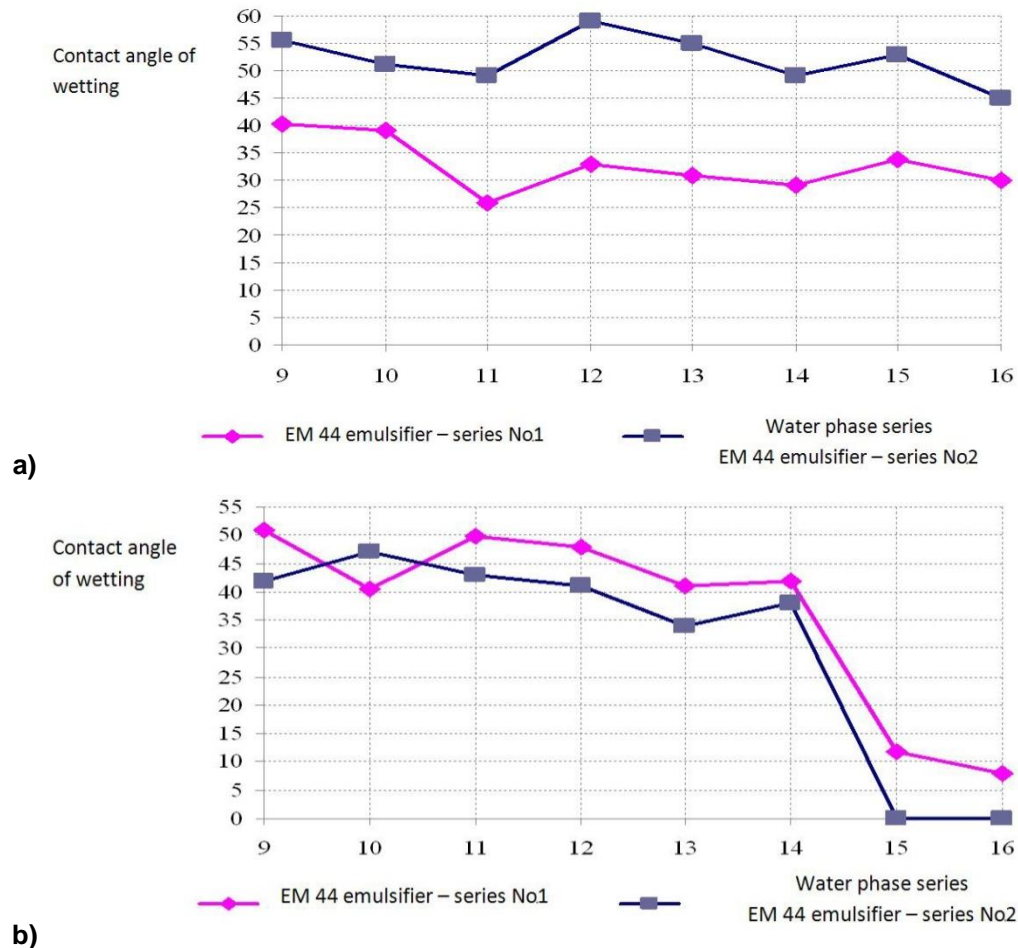 60
Contact angle of
wetting
55
50
45
40
35
30
25
20
15
10
5
0
9 10 11 12 13 14 15 16
EM 44 emulsifier – series No1
Water phase series
EM 44 emulsifier – series No2
a)
55
Contact angle
of wetting
50
45
40
35
30
25
20
15
10
5
0
9 10 11 12 13 14 15 16
EM 44 emulsifier – series No1
Water phase series
EM 44 emulsifier – series No2
b)